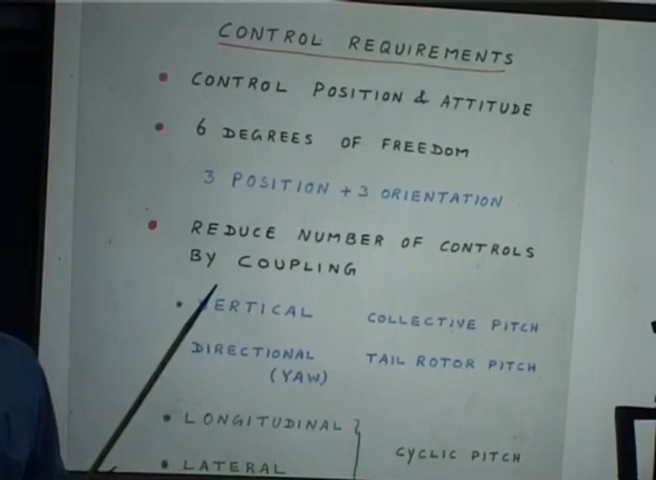 CONTROL REQUIREMENTS
• CONTROL POSITION & ATTITUDE
• 6 DEGREES OF FREEDOM
3 POSITION + 3 ORIENTATION
• REDUCE NUMBER OF CONTROLS
BY COUPLING
• VERTICAL COLLECTIVE PITCH
DIRECTIONAL TAIL ROTOR PITCH
(YAW)
• LONGITUDINAL
CYCLIC PITCH
• LATERAL